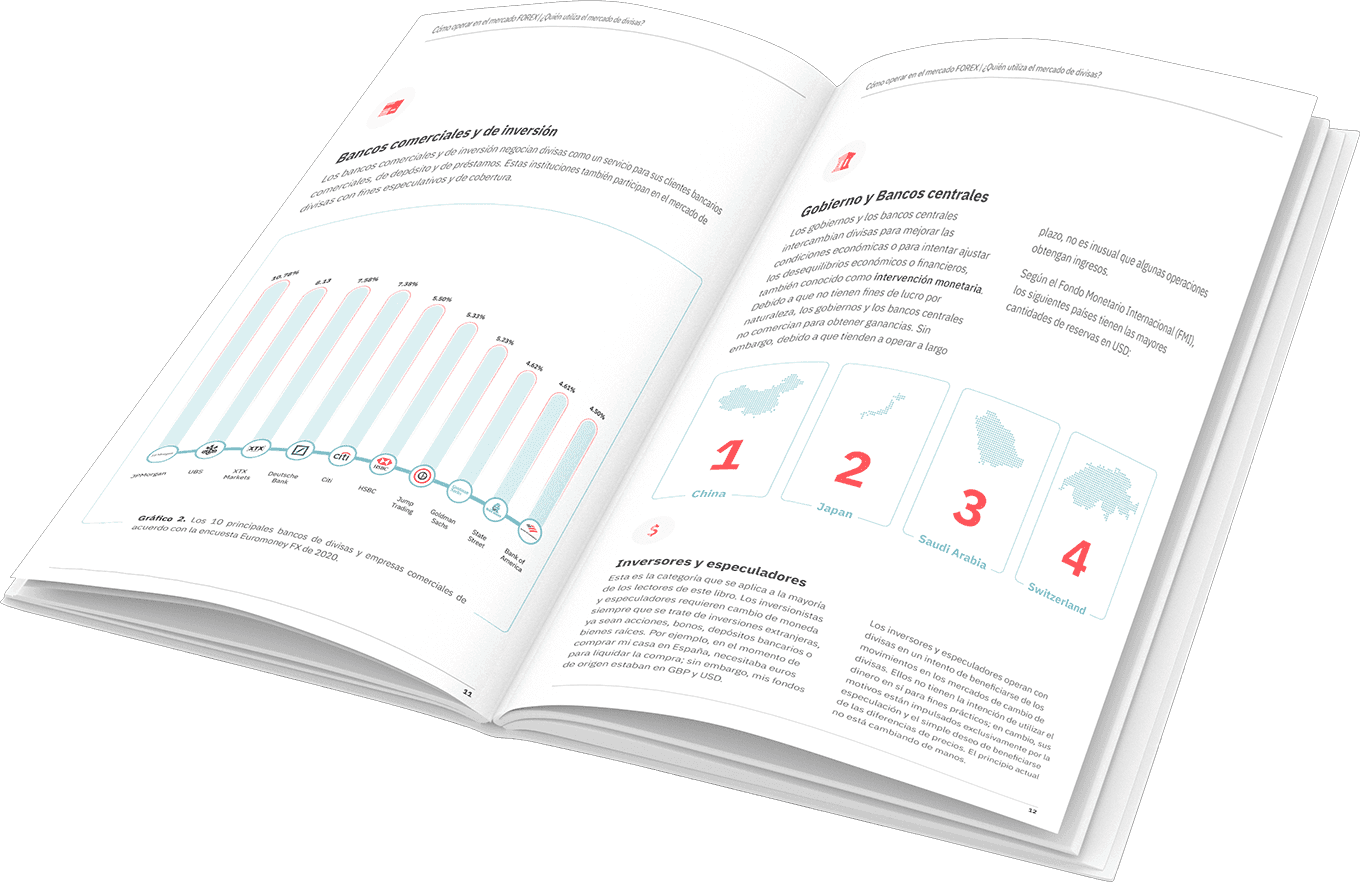 Cómo operar en el mercado FOREX | ¿Quién utiliza el mercado de divisas?
Bancos comerciales y de inversión
Los bancos comerciales y de inversión negocían divisas como un servicio para sus clientes bancarios
comerciales, de depósito y de préstamos. Estas instituciones también participan en el mercado de
divisas con fines especulativos y de cobertura.
10.78%
8.13
7.58%
7.38%
5.50%
5.33%
5.23%
4.62%
4.61%
4.50%
XTX
citi
HSBC
JPMorgan
UBS
XTX
Markets
Deutsche
Bank
Citi
HSBC
Jump
Trading
Goldman
Sachs
State
Street
Bank of
America
Gráfico 2. Los 10 principales bancos de divisas y empresas comerciales de
acuerdo con la encuesta Euromoney FX de 2020.
11
Cómo operar en el mercado FOREX | ¿Quién utiliza el mercado de divisas?
Gobierno y Bancos centrales
Los gobiernos y los bancos centrales
intercambian divisas para mejorar las
condiciones económicas o para intentar ajustar
los desequilibrios económicos o financieros,
también conocido como intervención monetaria.
Debido a que no tienen fines de lucro por
naturaleza, los gobiernos y los bancos centrales
no comercian para obtener ganancias. Sin
embargo, debido a que tienden a operar a largo
plazo, no es inusual que algunas operaciones
obtengan ingresos.
Según el Fondo Monetario Internacional (FMI),
los siguientes países tienen las mayores
cantidades de reservas en USD:
1
China
2
Japan
3
Saudi Arabia
4
Switzerland
$
Inversores y especuladores
Esta es la categoría que se aplica a la mayoría
de los lectores de este libro. Los inversionistas
y especuladores requieren cambio de moneda
siempre que se trate de inversiones extranjeras,
ya sean acciones, bonos, depósitos bancarios o
bienes raíces. Por ejemplo, en el momento de
comprar mi casa en España, necesitaba euros
para liquidar la compra; sin embargo, mis fondos
de origen estaban en GBP y USD.
Los inversores y especuladores operan con
divisas en un intento de beneficiarse de los
movimientos en los mercados de cambio de
divisas. Ellos no tienen la intención de utilizar el
dinero en sí para fines prácticos; en cambio, sus
motivos están impulsados exclusivamente por la
especulación y el simple deseo de beneficiarse
de las diferencias de precios. El principio actual
no está cambiando de manos.
12